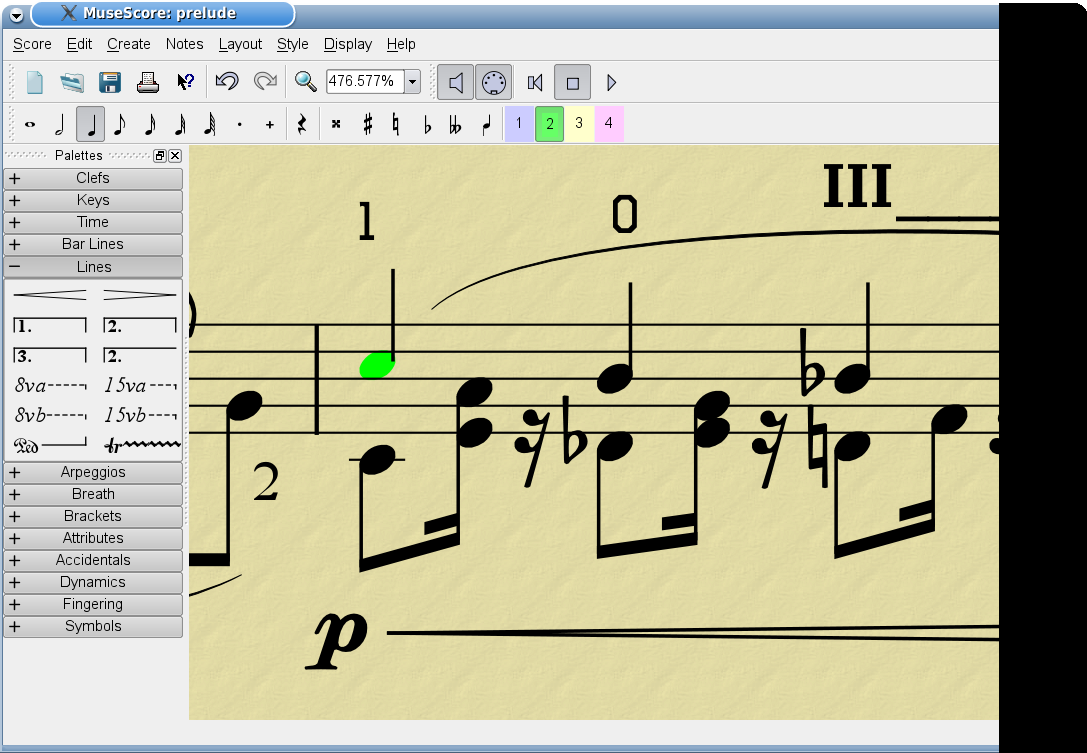 MuseScore: prelude
Score Edit Create Notes Layout Style Display Help
476.577%
1 2 3 4
Palettes
Clefs
Keys
Time
Bar Lines
Lines
1. 2.
3. 2.
8va 15va
8vb 15vb
Ped tr
Arpeggios
Breath
Brackets
Attributes
Accidentals
Dynamics
Fingering
Symbols
III
1 0
2
p